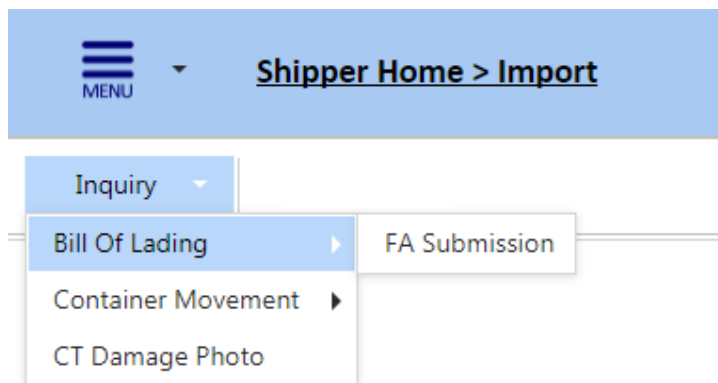 MENU
Shipper Home > Import
Inquiry
Bill Of Lading
FA Submission
Container Movement
CT Damage Photo